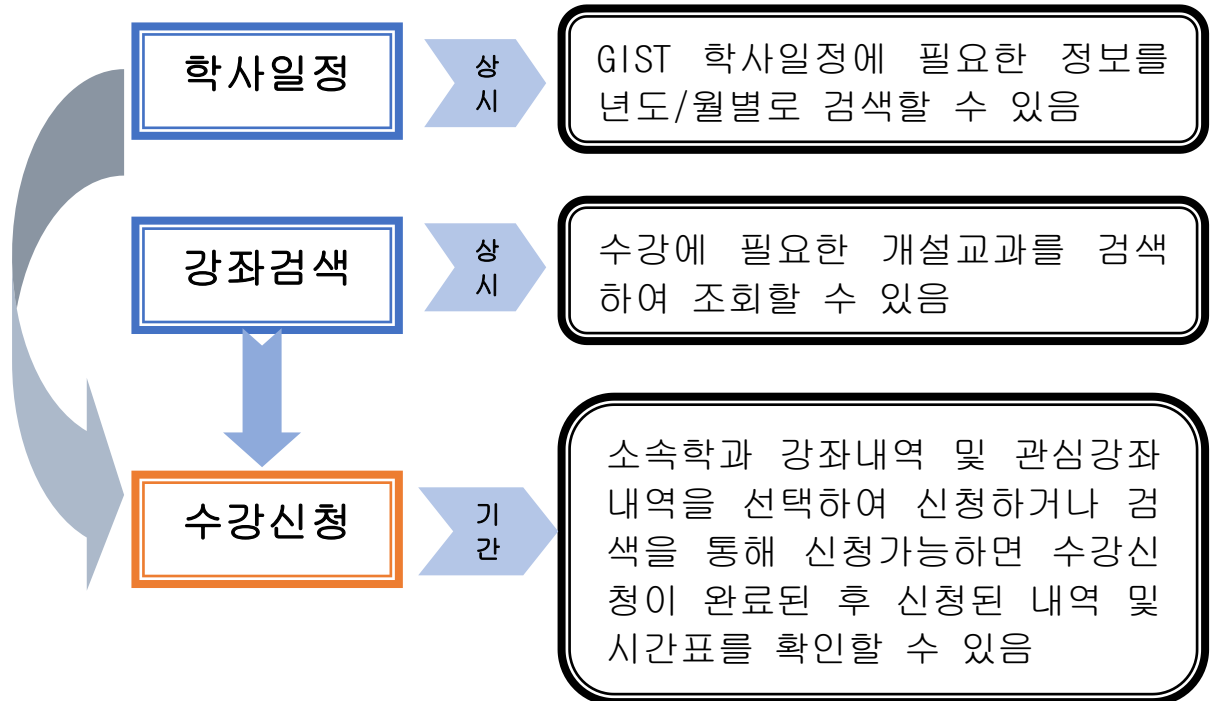 학사일정
상
시
GIST 학사일정에 필요한 정보를
년도/월별로 검색할 수 있음
강좌검색
상
시
수강에 필요한 개설교과를 검색
하여 조회할 수 있음
수강신청
기
간
소속학과 강좌내역 및 관심강좌
내역을 선택하여 신청하거나 검
색을 통해 신청가능하면 수강신
청이 완료된 후 신청된 내역 및
시간표를 확인할 수 있음